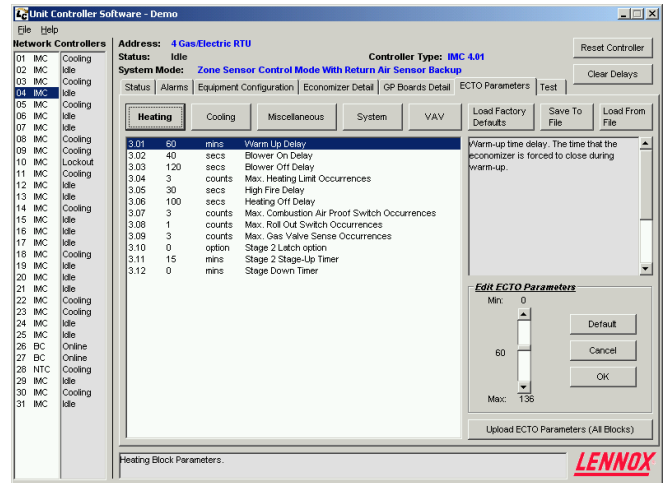 Unit Controller Software - Demo
File Help
Network Controllers
01 IMC Cooling
02 IMC Idle
03 IMC Cooling
04 IMC Idle
05 IMC Cooling
06 IMC Idle
07 IMC Idle
08 IMC Cooling
09 IMC Cooling
10 IMC Lockout
11 IMC Cooling
12 IMC Idle
13 IMC Idle
14 IMC Cooling
15 IMC Idle
16 IMC Idle
17 IMC Idle
18 IMC Cooling
19 IMC Idle
20 IMC Idle
21 IMC Idle
22 IMC Cooling
23 IMC Cooling
24 IMC Idle
25 IMC Idle
26 BC Online
27 BC Online
28 NTC Cooling
29 IMC Idle
30 IMC Cooling
31 IMC Idle
Address: 4 Gas/Electric RTU
Status: Idle Controller Type: IMC 4.01
System Mode: Zone Sensor Control Mode With Return Air Sensor Backup
Reset Controller
Clear Delays
Status Alarms Equipment Configuration Economizer Detail GP Boards Detail ECTO Parameters Test
Heating Cooling Miscellaneous System VAV
Load Factory Defaults
Save To File
Load From File
3.01 60 mins Warm Up Delay
3.02 40 secs Blower On Delay
3.03 120 secs Blower Off Delay
3.04 3 counts Max. Heating Limit Occurrences
3.05 30 secs High Fire Delay
3.06 100 secs Heating Off Delay
3.07 3 counts Max. Combustion Air Proof Switch Occurrences
3.08 1 counts Max. Roll Out Switch Occurrences
3.09 3 counts Max. Gas Valve Sense Occurrences
3.10 0 option Stage 2 Latch option
3.11 15 mins Stage 2 Stage-Up Timer
3.12 0 mins Stage Down Timer
Warm-up time delay. The time that the
economizer is forced to close during
warm-up.
Edit ECTO Parameters
Min: 0
60
Max: 136
Default
Cancel
OK
Upload ECTO Parameters (All Blocks)
Heating Block Parameters.
LENNOX